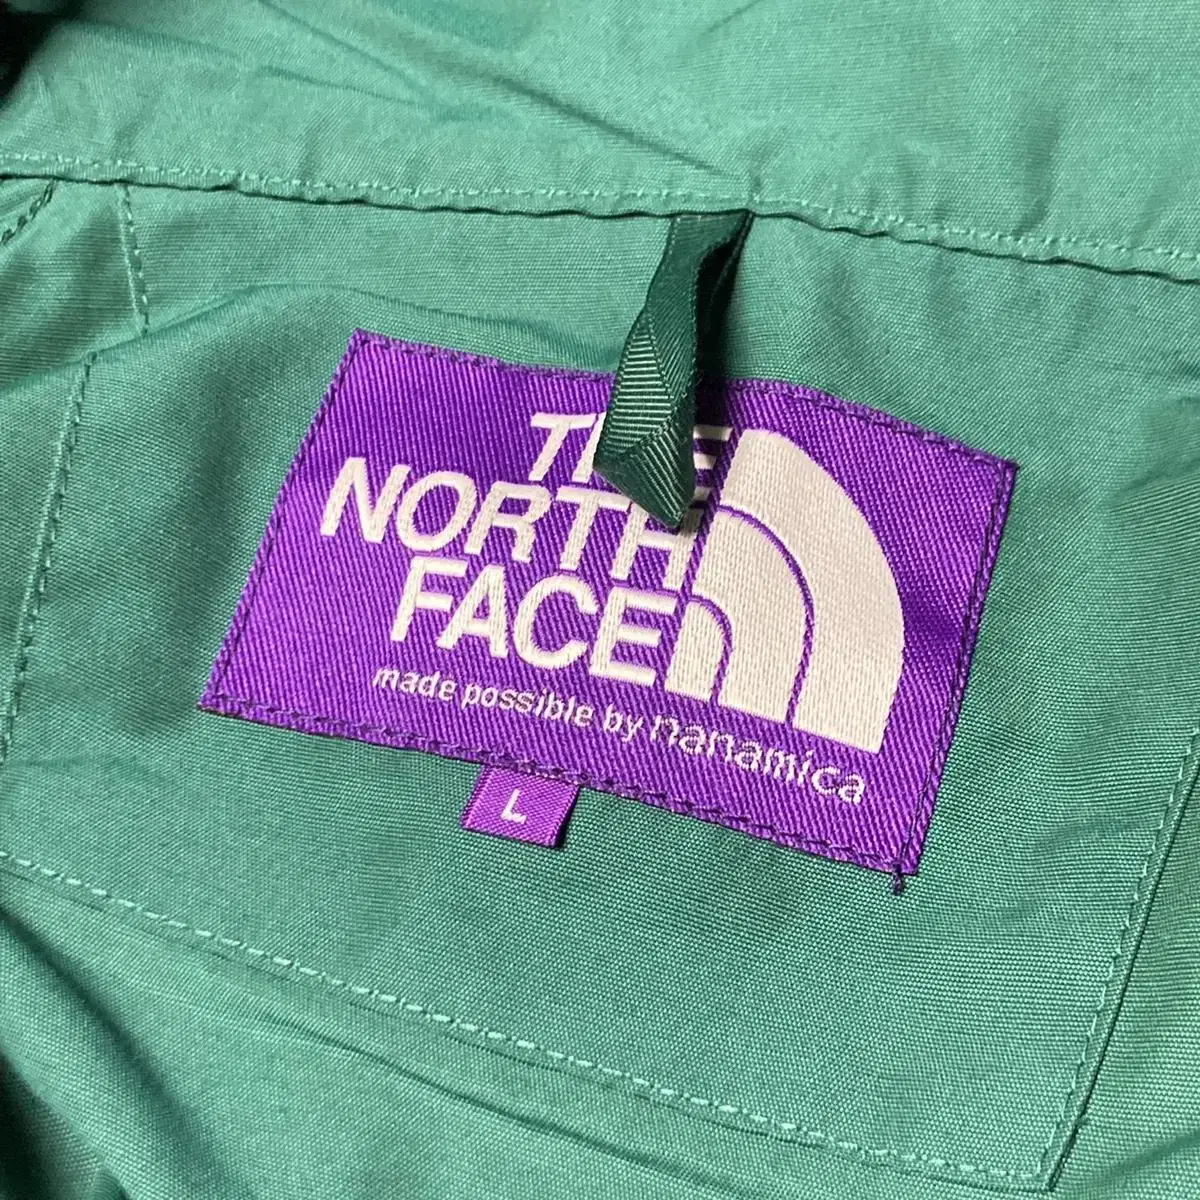 THE
NORTH
FACE
made possible by nanamica
L